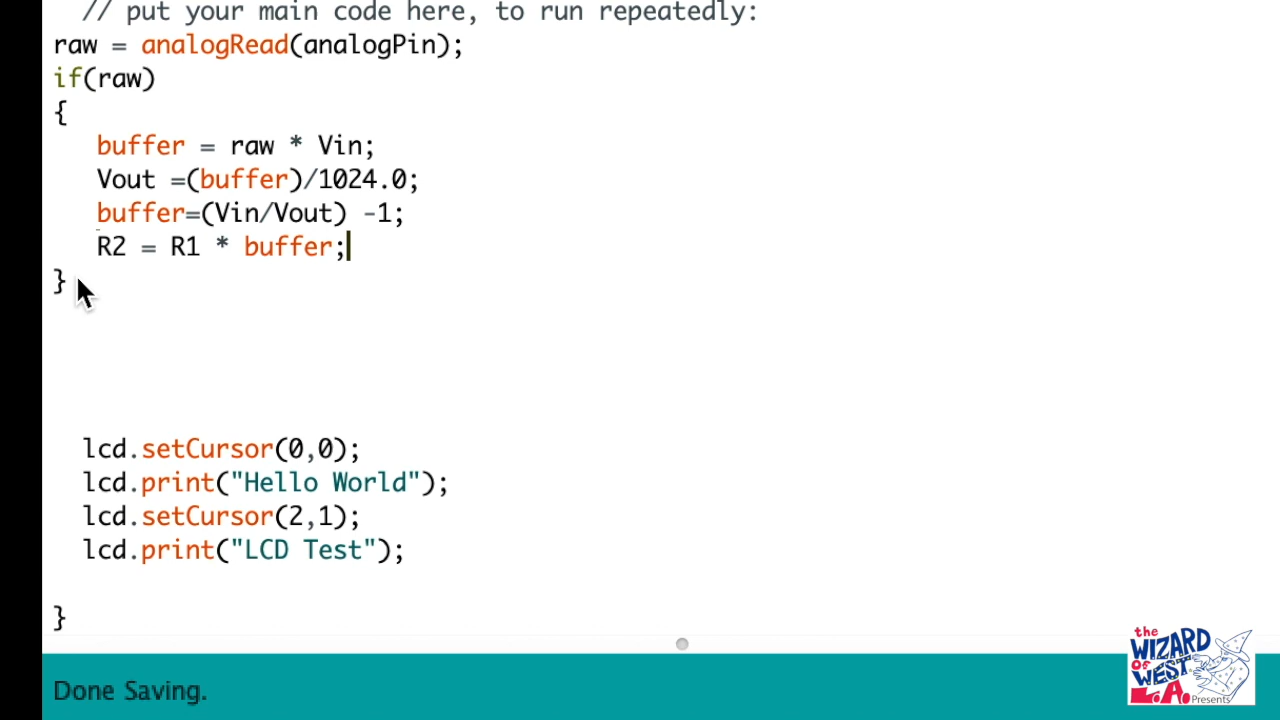 // put your main code here, to run repeatedly:
raw = analogRead(analogPin);
if(raw)
{
buffer = raw * Vin;
Vout =(buffer)/1024.0;
buffer=(Vin/Vout) -1;
R2 = R1 * buffer;
}
lcd.setCursor(0,0);
lcd.print("Hello World");
lcd.setCursor(2,1);
lcd.print("LCD Test");
}
Done Saving.
the
WIZARD
of
WEST
L.A.
Presents